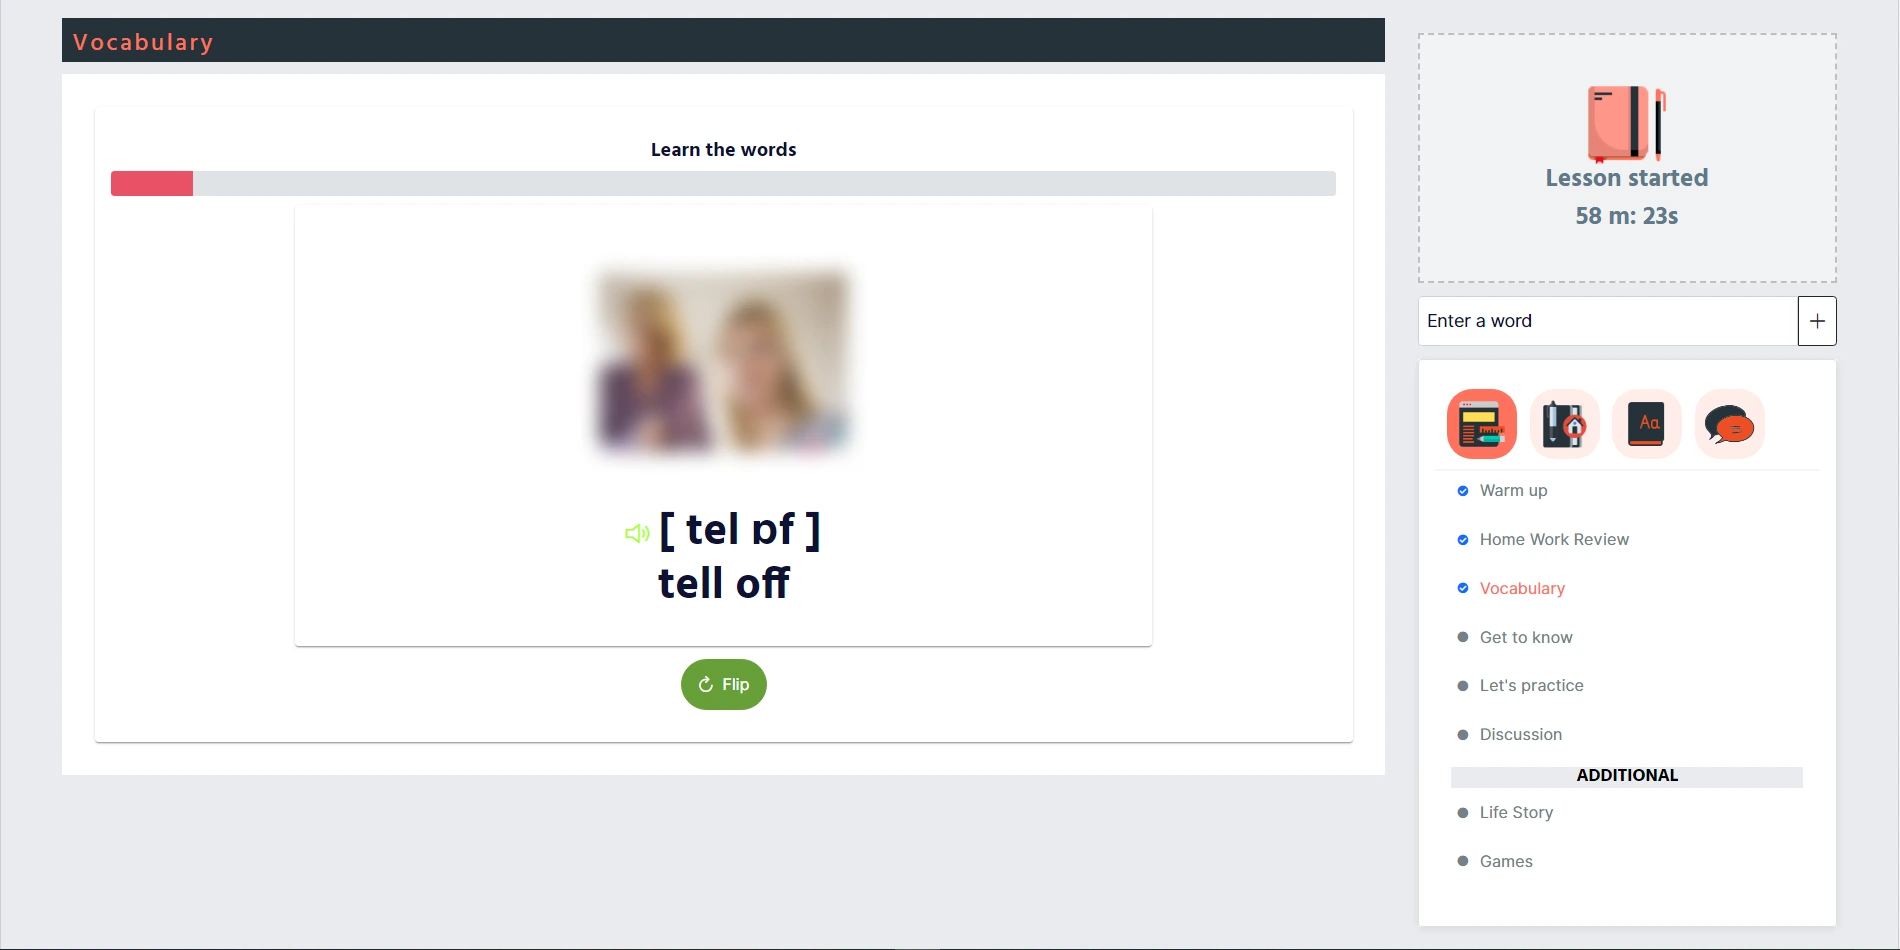 Vocabulary
Learn the words
[ tel ɒf ]
tell off
Flip
Lesson started
58 m: 23s
Enter a word
Aa
Warm up
Home Work Review
Vocabulary
Get to know
Let's practice
Discussion
ADDITIONAL
Life Story
Games